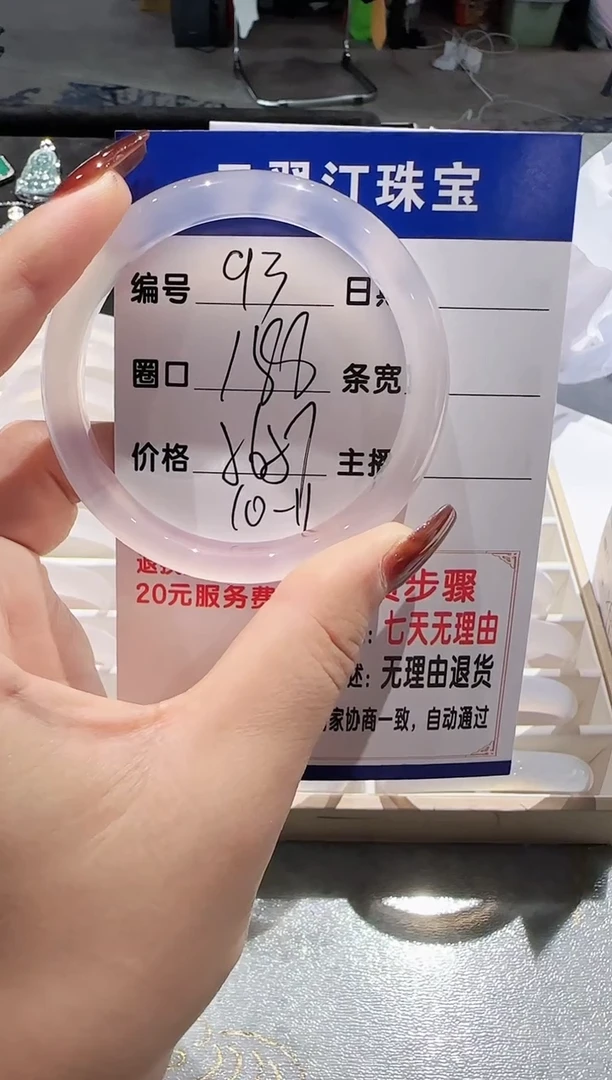 汀珠宝
编号 93 日
圈口 188 条宽
价格 主播
10-11
步骤
20元服务费
七天无理由
述：无理由退货
家协商一致，自动通过